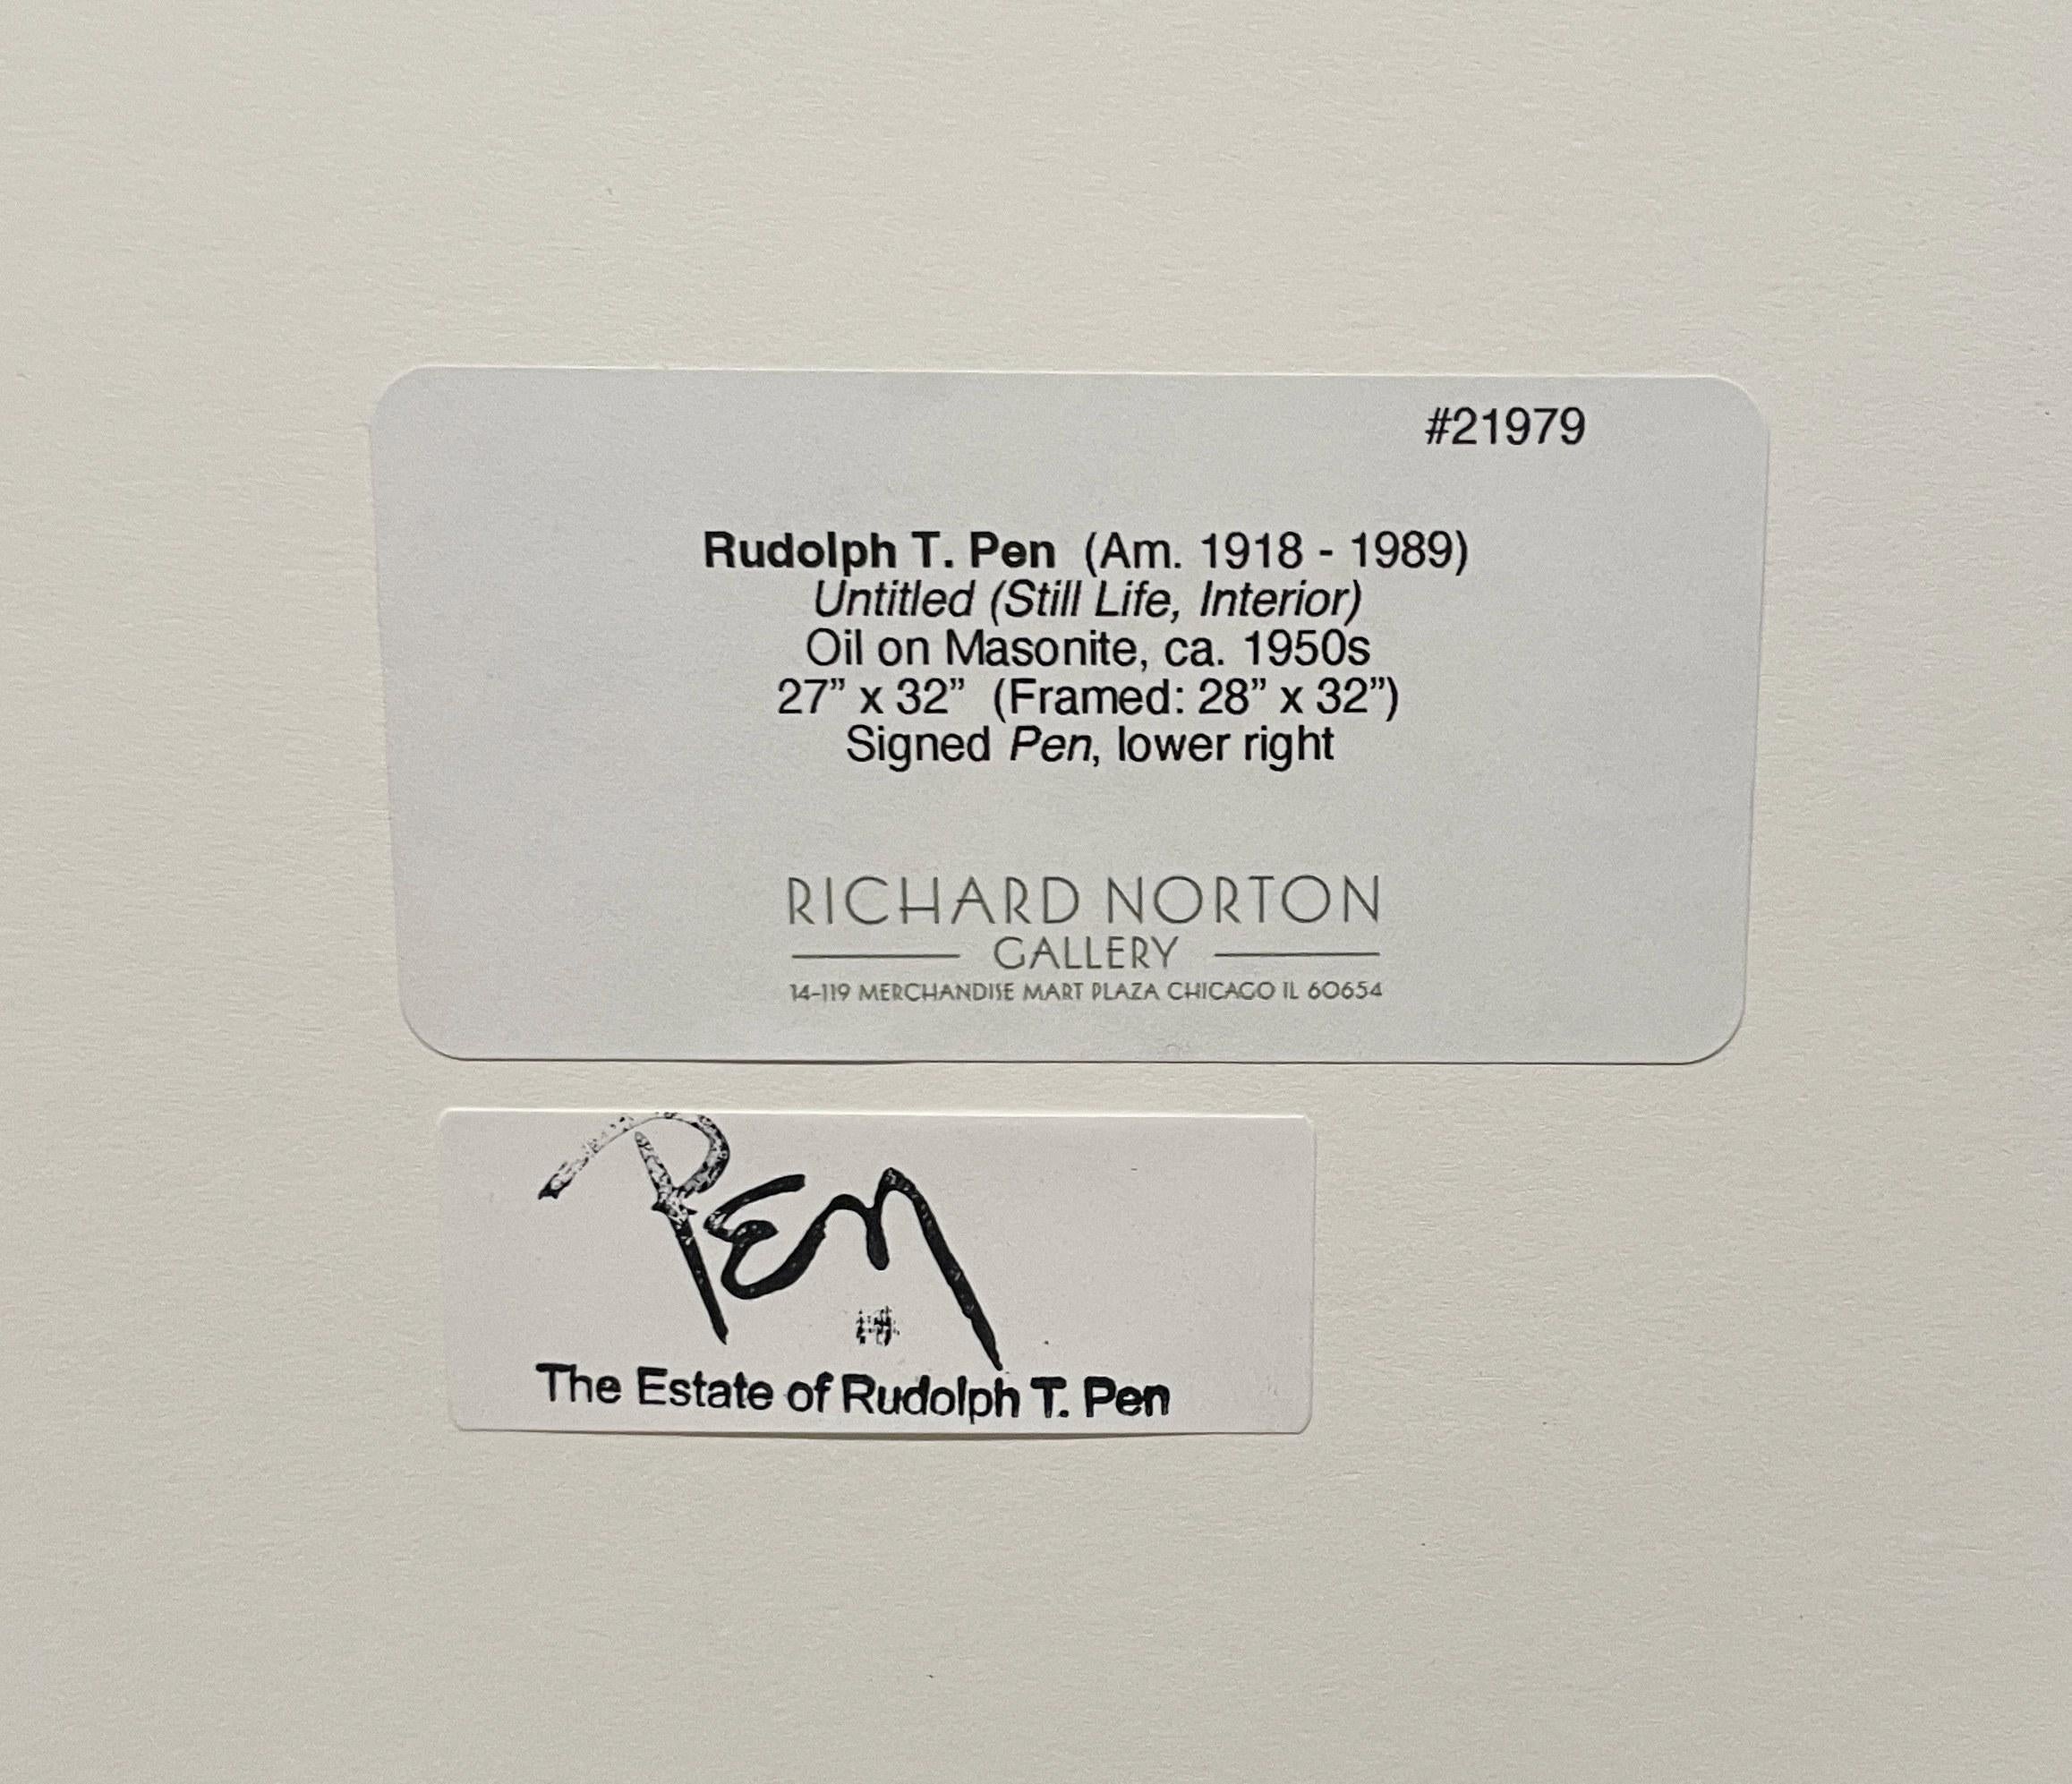 #21979
Rudolph T. Pen (Am. 1918 - 1989)
Untitled (Still Life, Interior)
Oil on Masonite, ca. 1950s
27” x 32” (Framed: 28” x 32”)
Signed Pen, lower right
RICHARD NORTON
GALLERY
14-119 MERCHANDISE MART PLAZA CHICAGO IL 60654
Pen
The Estate of Rudolph T. Pen